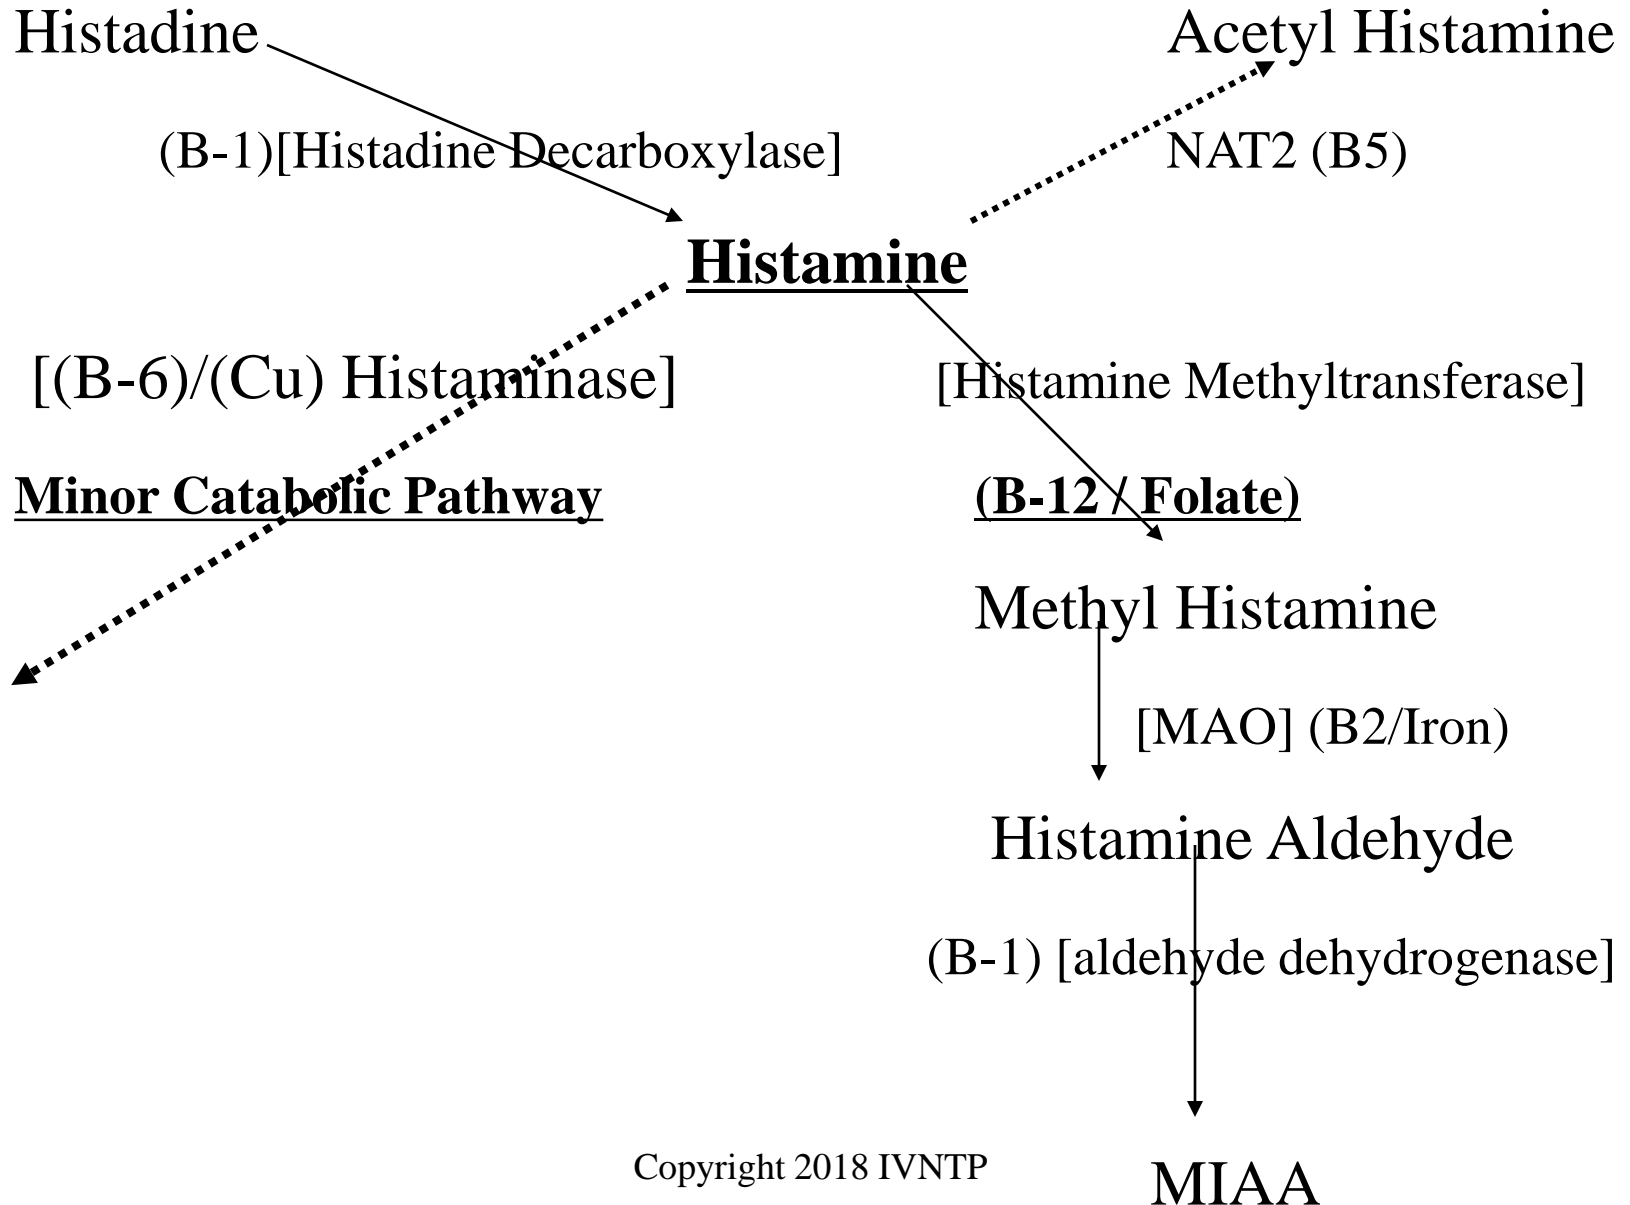 Histadine
Acetyl Histamine
(B-1)[Histadine Decarboxylase]
NAT2 (B5)
Histamine
[(B-6)/(Cu) Histaminase]
[Histamine Methyltransferase]
Minor Catabolic Pathway
(B-12 / Folate)
Methyl Histamine
[MAO] (B2/Iron)
Histamine Aldehyde
(B-1) [aldehyde dehydrogenase]
Copyright 2018 IVNTP
MIAA